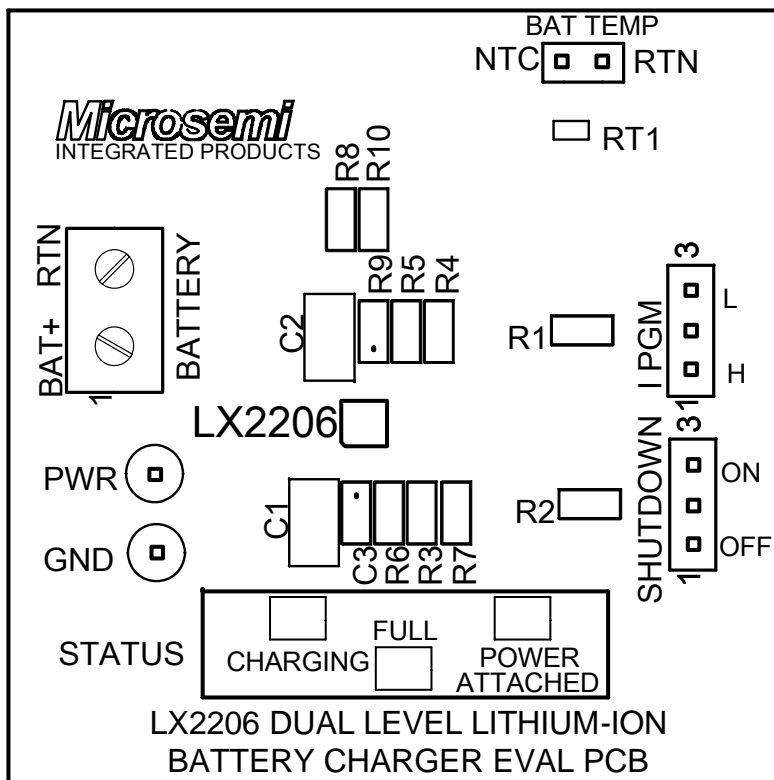 BAT TEMP
NTC RTN
Microsemi
INTEGRATED PRODUCTS
RT1
R8
R10
BAT+ RTN
BATTERY
1
C2
R9
R5
R4
R1
I PGM
3
L
H
1
LX2206
PWR
GND
C1
C3
R6
R3
R7
R2
SHUTDOWN
3
ON
OFF
1
STATUS
CHARGING
FULL
POWER
ATTACHED
LX2206 DUAL LEVEL LITHIUM-ION
BATTERY CHARGER EVAL PCB